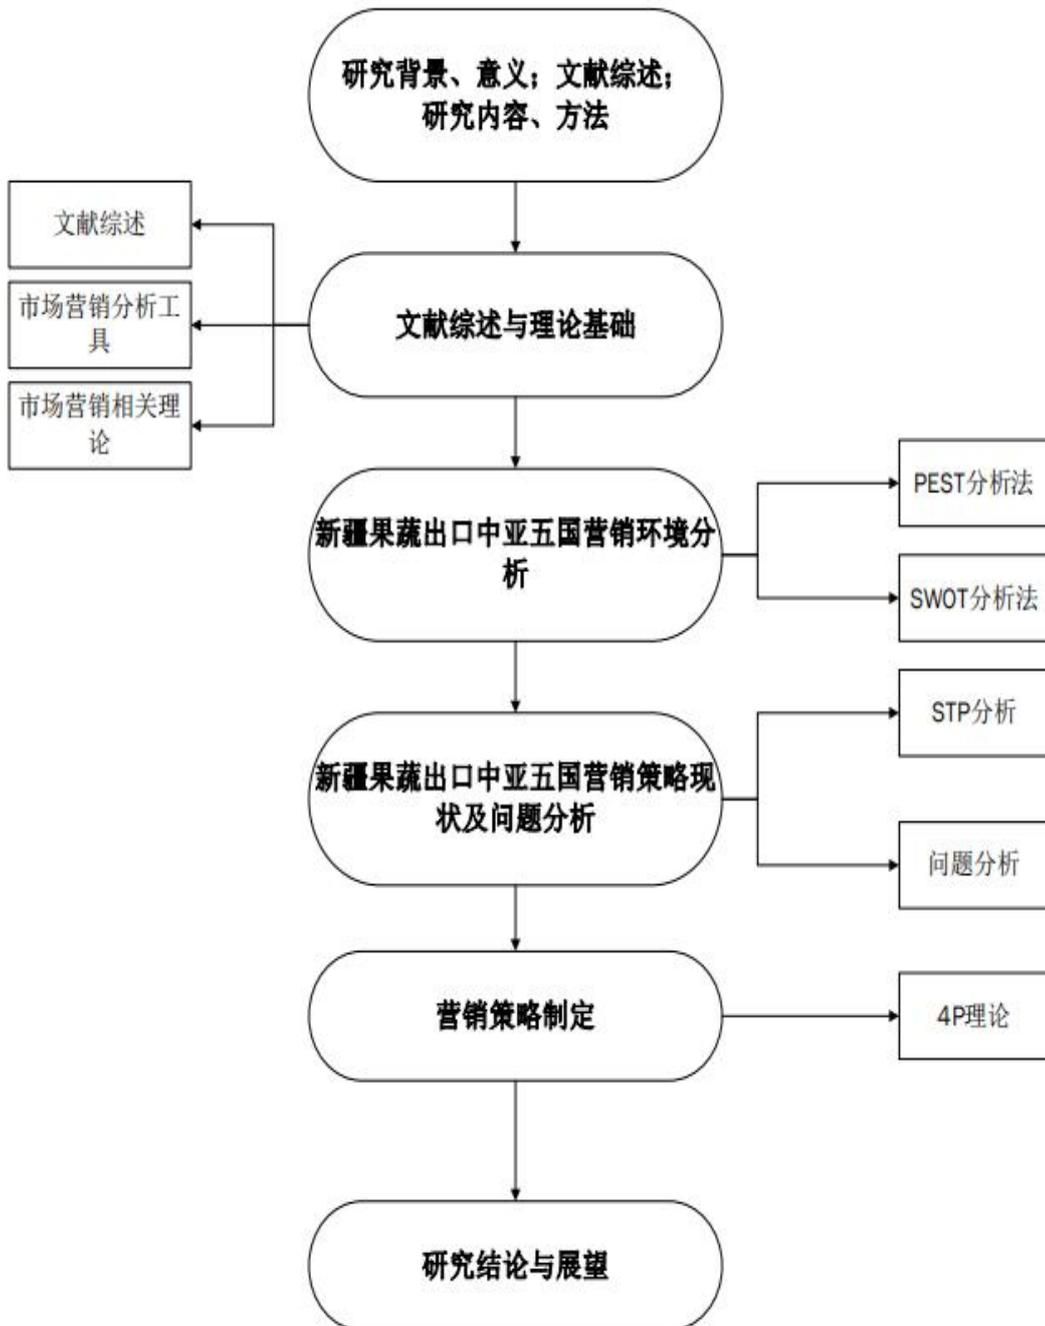 研究背景、意义；文献综述；
研究内容、方法
文献综述
市场营销分析工
具
市场营销相关理
论
文献综述与理论基础
新疆果蔬出口中亚五国营销环境分
析
PEST分析法
SWOT分析法
新疆果蔬出口中亚五国营销策略现
状及问题分析
STP分析
问题分析
营销策略制定
4P理论
研究结论与展望